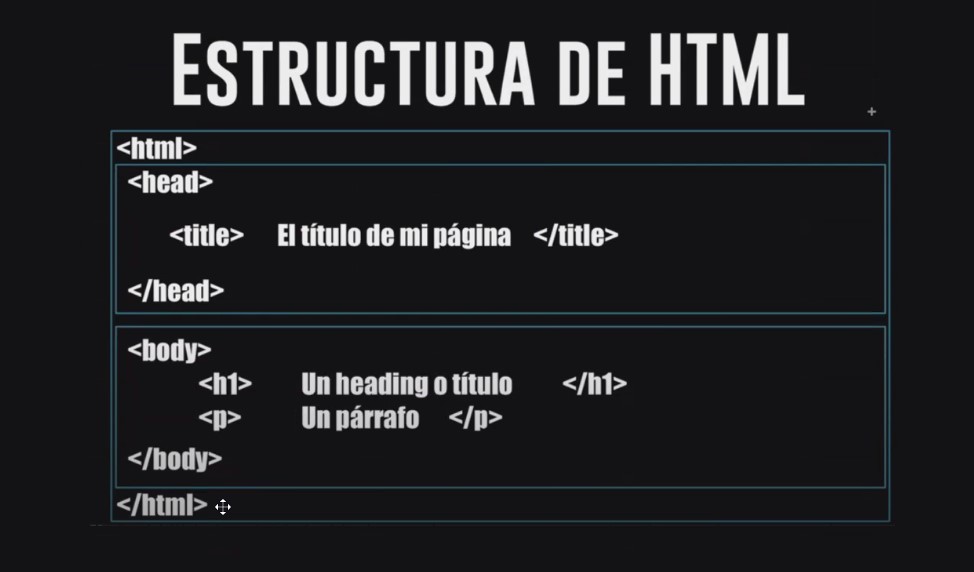 ESTRUCTURA DE HTML
<html>
<head>
<title> El título de mi página </title>
</head>
<body>
<h1> Un heading o título </h1>
<p> Un párrafo </p>
</body>
</html>